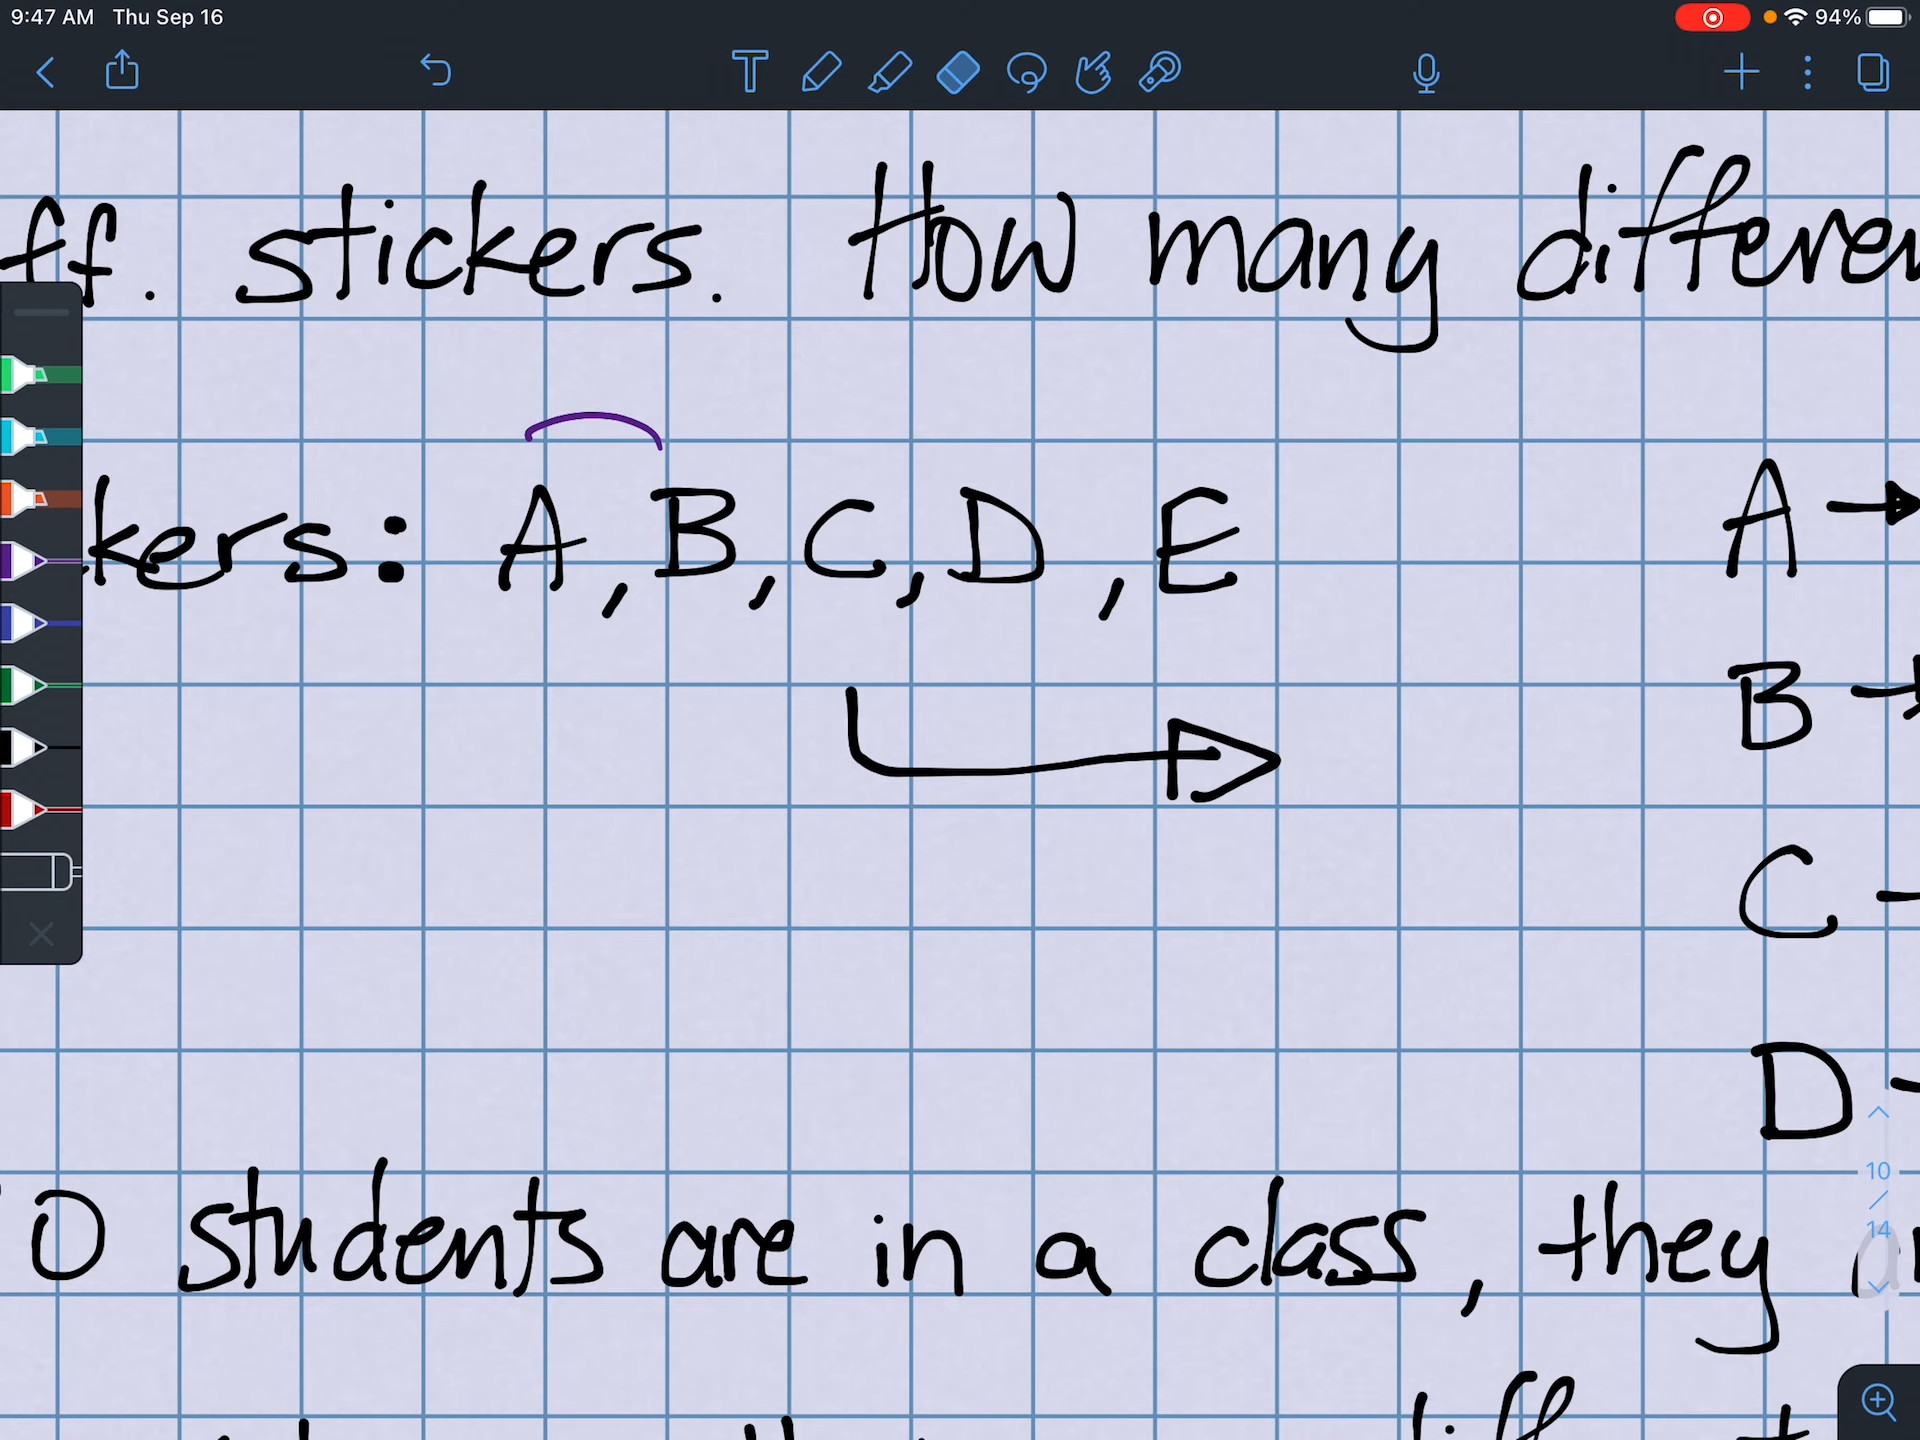 9:47 AM Thu Sep 16 94%
ff. stickers. How many differen
kers: A, B, C, D, E
A →
B →
C -
D -
10
/
14
0 students are in a class, they